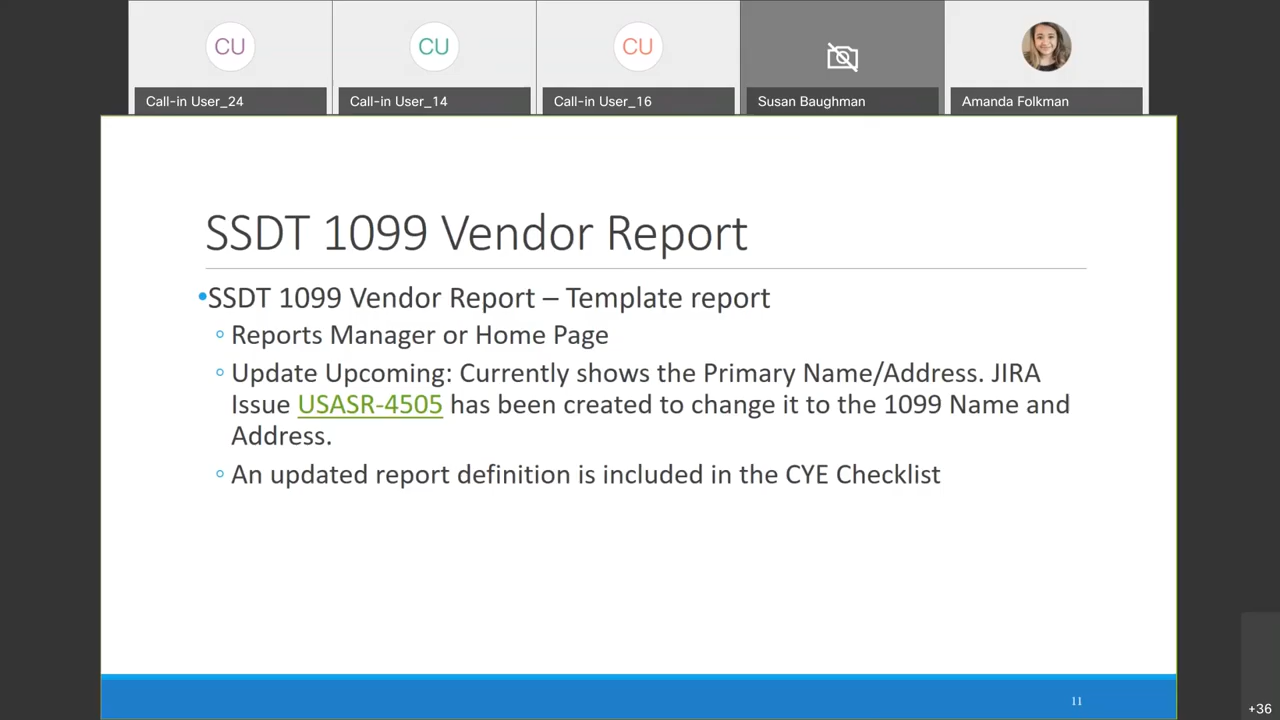 CU
CU
CU
Call-in User_24
Call-in User_14
Call-in User_16
Susan Baughman
Amanda Folkman
SSDT 1099 Vendor Report
•SSDT 1099 Vendor Report – Template report
◦ Reports Manager or Home Page
◦ Update Upcoming: Currently shows the Primary Name/Address. JIRA
Issue USASR-4505 has been created to change it to the 1099 Name and
Address.
◦ An updated report definition is included in the CYE Checklist
11
+36